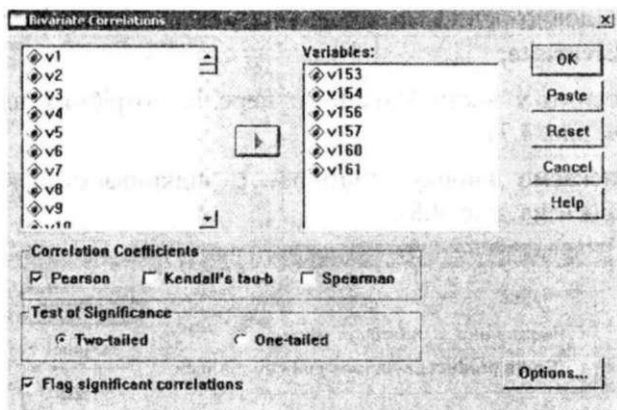 Bivariate Correlations
v1
v2
v3
v4
v5
v6
v7
v8
v9
v10
Variables:
v153
v154
v156
v157
v160
v161
OK
Paste
Reset
Cancel
Help
Correlation Coefficients
Pearson Kendall's tau-b Spearman
Test of Significance
Two-tailed One-tailed
Flag significant correlations
Options...